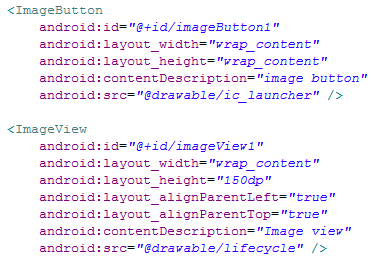 <ImageButton
    android:id="@+id/imageButton1"
    android:layout_width="wrap_content"
    android:layout_height="wrap_content"
    android:contentDescription="image button"
    android:src="@drawable/ic_launcher" />

<ImageView
    android:id="@+id/imageView1"
    android:layout_width="wrap_content"
    android:layout_height="150dp"
    android:layout_alignParentLeft="true"
    android:layout_alignParentTop="true"
    android:contentDescription="Image view"
    android:src="@drawable/lifecycle" />